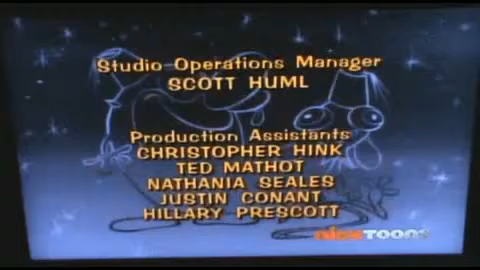 Studio Operations Manager
SCOTT HUML
Production Assistants
CHRISTOPHER HINK
TED MATHOT
NATHANIA SEALES
JUSTIN CONANT
HILLARY PRESCOTT
nickTOONS